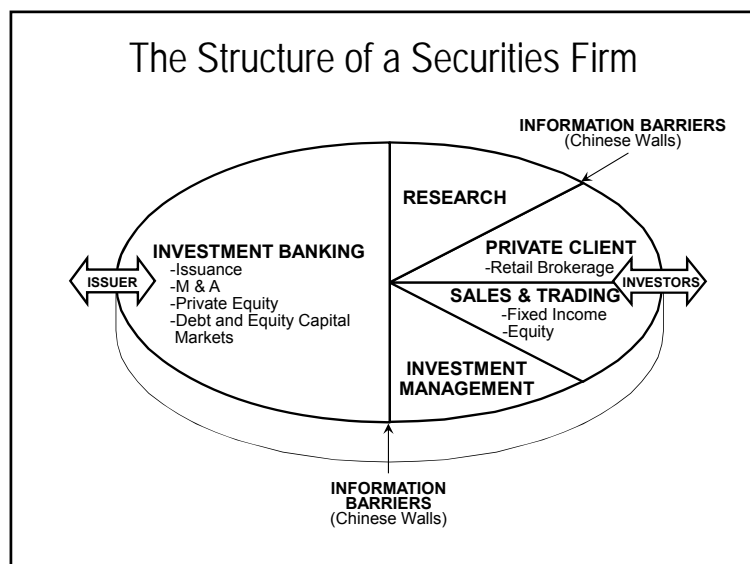 The Structure of a Securities Firm
INFORMATION BARRIERS
(Chinese Walls)
RESEARCH
INVESTMENT BANKING
-Issuance
-M & A
-Private Equity
-Debt and Equity Capital
Markets
ISSUER
PRIVATE CLIENT
-Retail Brokerage
INVESTORS
SALES & TRADING
-Fixed Income
-Equity
INVESTMENT
MANAGEMENT
INFORMATION
BARRIERS
(Chinese Walls)